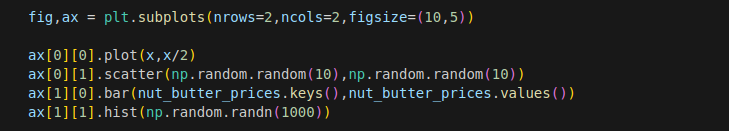 fig,ax = plt.subplots(nrows=2,ncols=2,figsize=(10,5))
ax[0][0].plot(x,x/2)
ax[0][1].scatter(np.random.random(10),np.random.random(10))
ax[1][0].bar(nut_butter_prices.keys(),nut_butter_prices.values())
ax[1][1].hist(np.random.randn(1000))